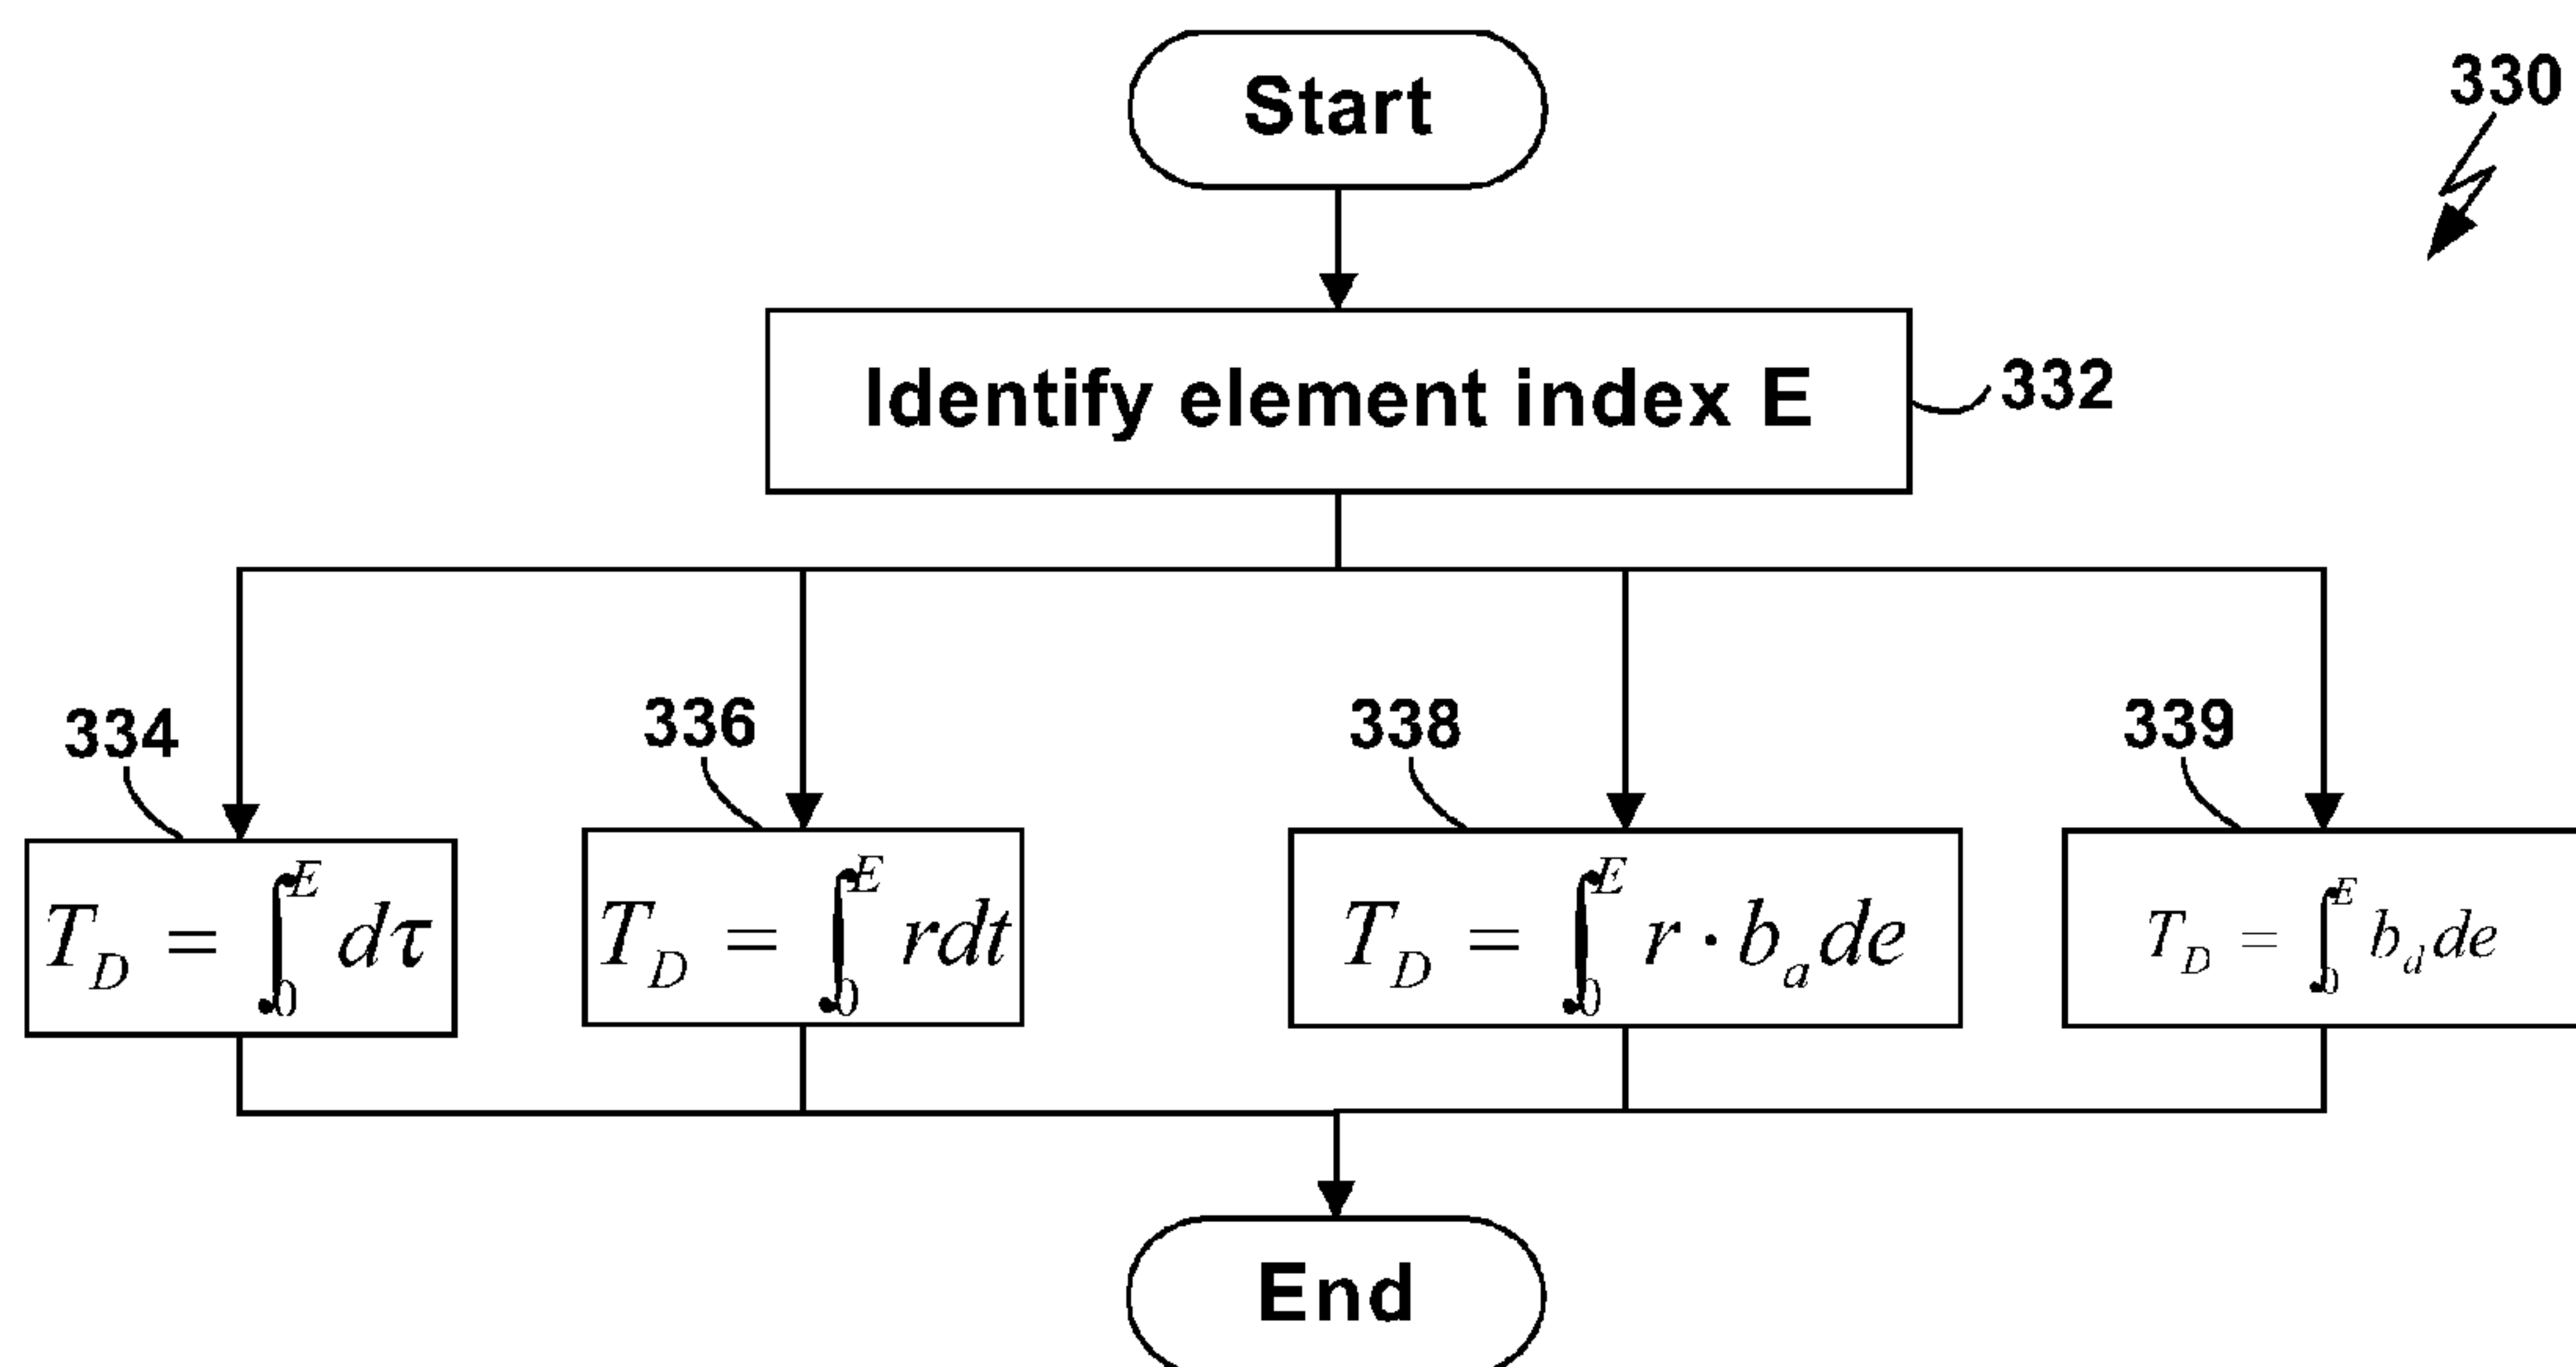 Start
330
Identify element index E
332
334
336
338
339
T_D = ∫_0^E dτ
T_D = ∫_0^E rdt
T_D = ∫_0^E r · b_a de
T_D = ∫_0^E b_d de
End